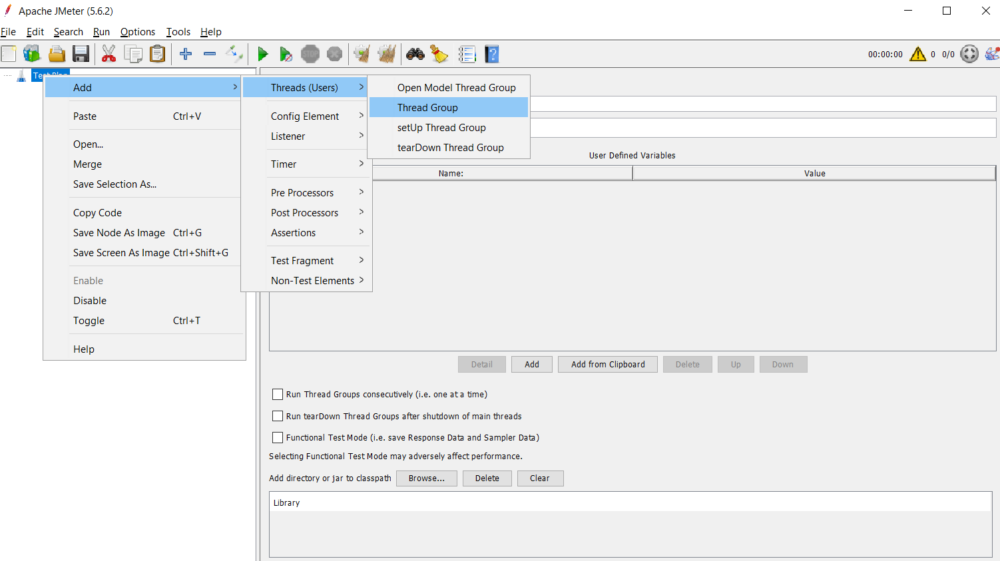 Apache JMeter (5.6.2)
File Edit Search Run Options Tools Help
STOP
00:00:00 0 0/0
Add
Paste Ctrl+V
Open...
Merge
Save Selection As...
Copy Code
Save Node As Image Ctrl+G
Save Screen As Image Ctrl+Shift+G
Enable
Disable
Toggle Ctrl+T
Help
Threads (Users)
Config Element
Listener
Timer
Pre Processors
Post Processors
Assertions
Test Fragment
Non-Test Elements
Open Model Thread Group
Thread Group
setUp Thread Group
tearDown Thread Group
User Defined Variables
Name: Value
Detail Add Add from Clipboard Delete Up Down
Run Thread Groups consecutively (i.e. one at a time)
Run tearDown Thread Groups after shutdown of main threads
Functional Test Mode (i.e. save Response Data and Sampler Data)
Selecting Functional Test Mode may adversely affect performance.
Add directory or jar to classpath Browse... Delete Clear
Library